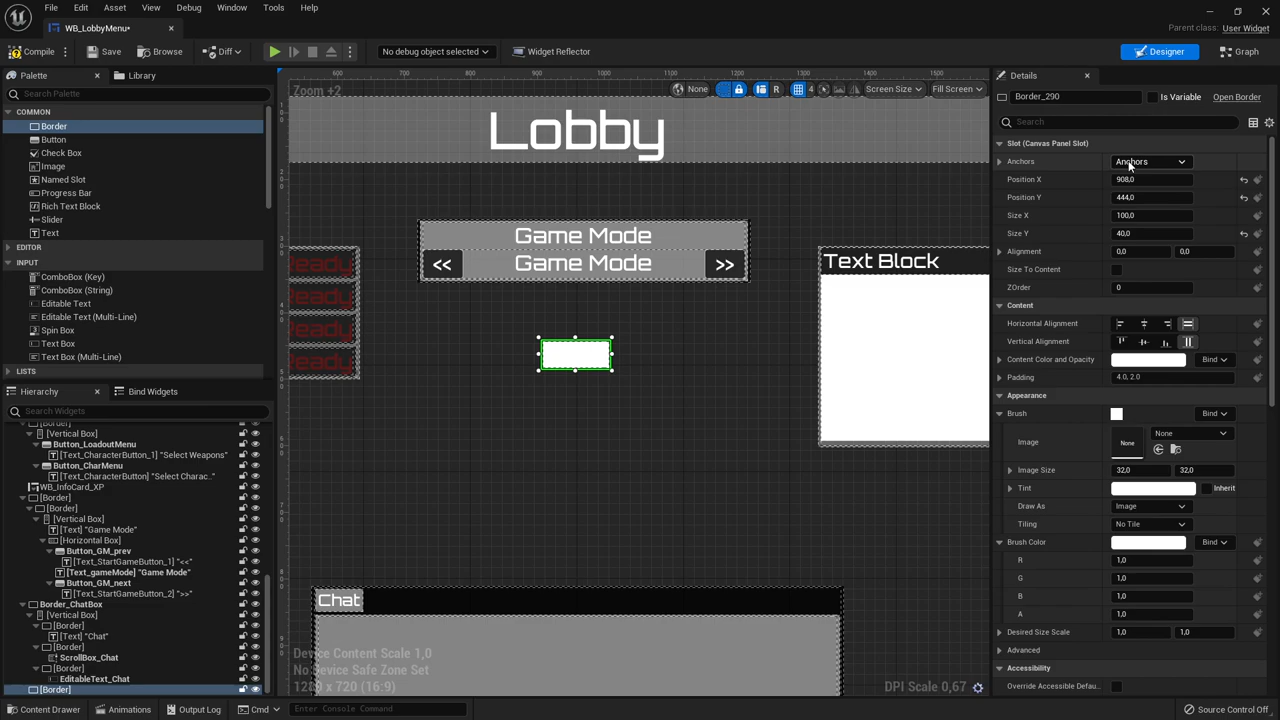 File Edit Asset View Debug Window Tools Help
WB_LobbyMenu•
Parent class: User Widget
Compile Save Browse Diff No debug object selected Widget Reflector Designer Graph
Palette Library
Search Palette
COMMON
Border
Button
Check Box
Image
Named Slot
Progress Bar
Rich Text Block
Slider
Text
EDITOR
INPUT
ComboBox (Key)
ComboBox (String)
Editable Text
Editable Text (Multi-Line)
Spin Box
Text Box
Text Box (Multi-Line)
LISTS
Hierarchy Bind Widgets
Search Widgets
[Border]
[Vertical Box]
Button_LoadoutMenu
[Text_CharacterButton_1] "Select Weapons"
Button_CharMenu
[Text_CharacterButton] "Select Charac.."
WB_InfoCard_XP
[Border]
[Border]
[Vertical Box]
[Text] "Game Mode"
[Horizontal Box]
Button_GM_prev
[Text_StartGameButton_1] "<<"
[Text_gameMode] "Game Mode"
Button_GM_next
[Text_StartGameButton_2] ">>"
Border_ChatBox
[Vertical Box]
[Border]
[Text] "Chat"
[Border]
ScrollBox_Chat
[Border]
EditableText_Chat
[Border]
600 700 800 900 1000 1100 1200 1300 1400 1500
Zoom +2
None R 4 Screen Size Fill Screen
Lobby
Game Mode
<< Game Mode >>
Ready
Ready
Ready
Ready
Text Block
Chat
Device Content Scale 1,0
No Device Safe Zone Set
1280 x 720 (16:9)
DPI Scale 0,67
Details
Border_290 Is Variable Open Border
Search
Slot (Canvas Panel Slot)
Anchors Anchors
Position X 908,0
Position Y 444,0
Size X 100,0
Size Y 40,0
Alignment 0,0 0,0
Size To Content
ZOrder 0
Content
Horizontal Alignment
Vertical Alignment
Content Color and Opacity Bind
Padding 4.0, 2.0
Appearance
Brush Bind
Image None None
Image Size 32,0 32,0
Tint Inherit
Draw As Image
Tiling No Tile
Brush Color Bind
R 1,0
G 1,0
B 1,0
A 1,0
Desired Size Scale 1,0 1,0
Advanced
Accessibility
Override Accessible Defau...
Content Drawer Animations Output Log Cmd Enter Console Command Source Control Off